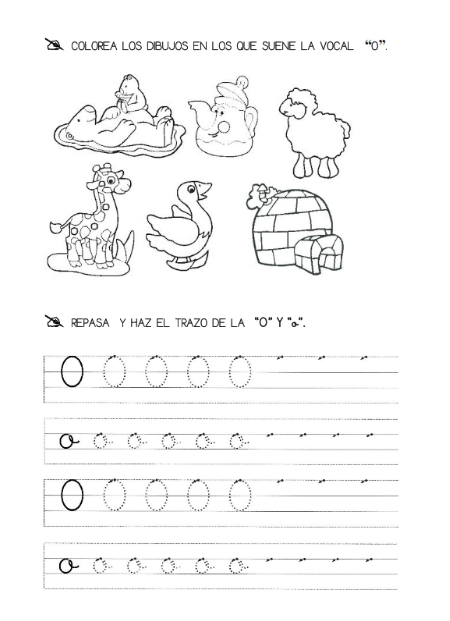 COLOREA LOS DIBUJOS EN LOS QUE SUENE LA VOCAL "O".
REPASA Y HAZ EL TRAZO DE LA "O" Y "o".
O O O O O
o o o o o o
O O O O O
o o o o o o